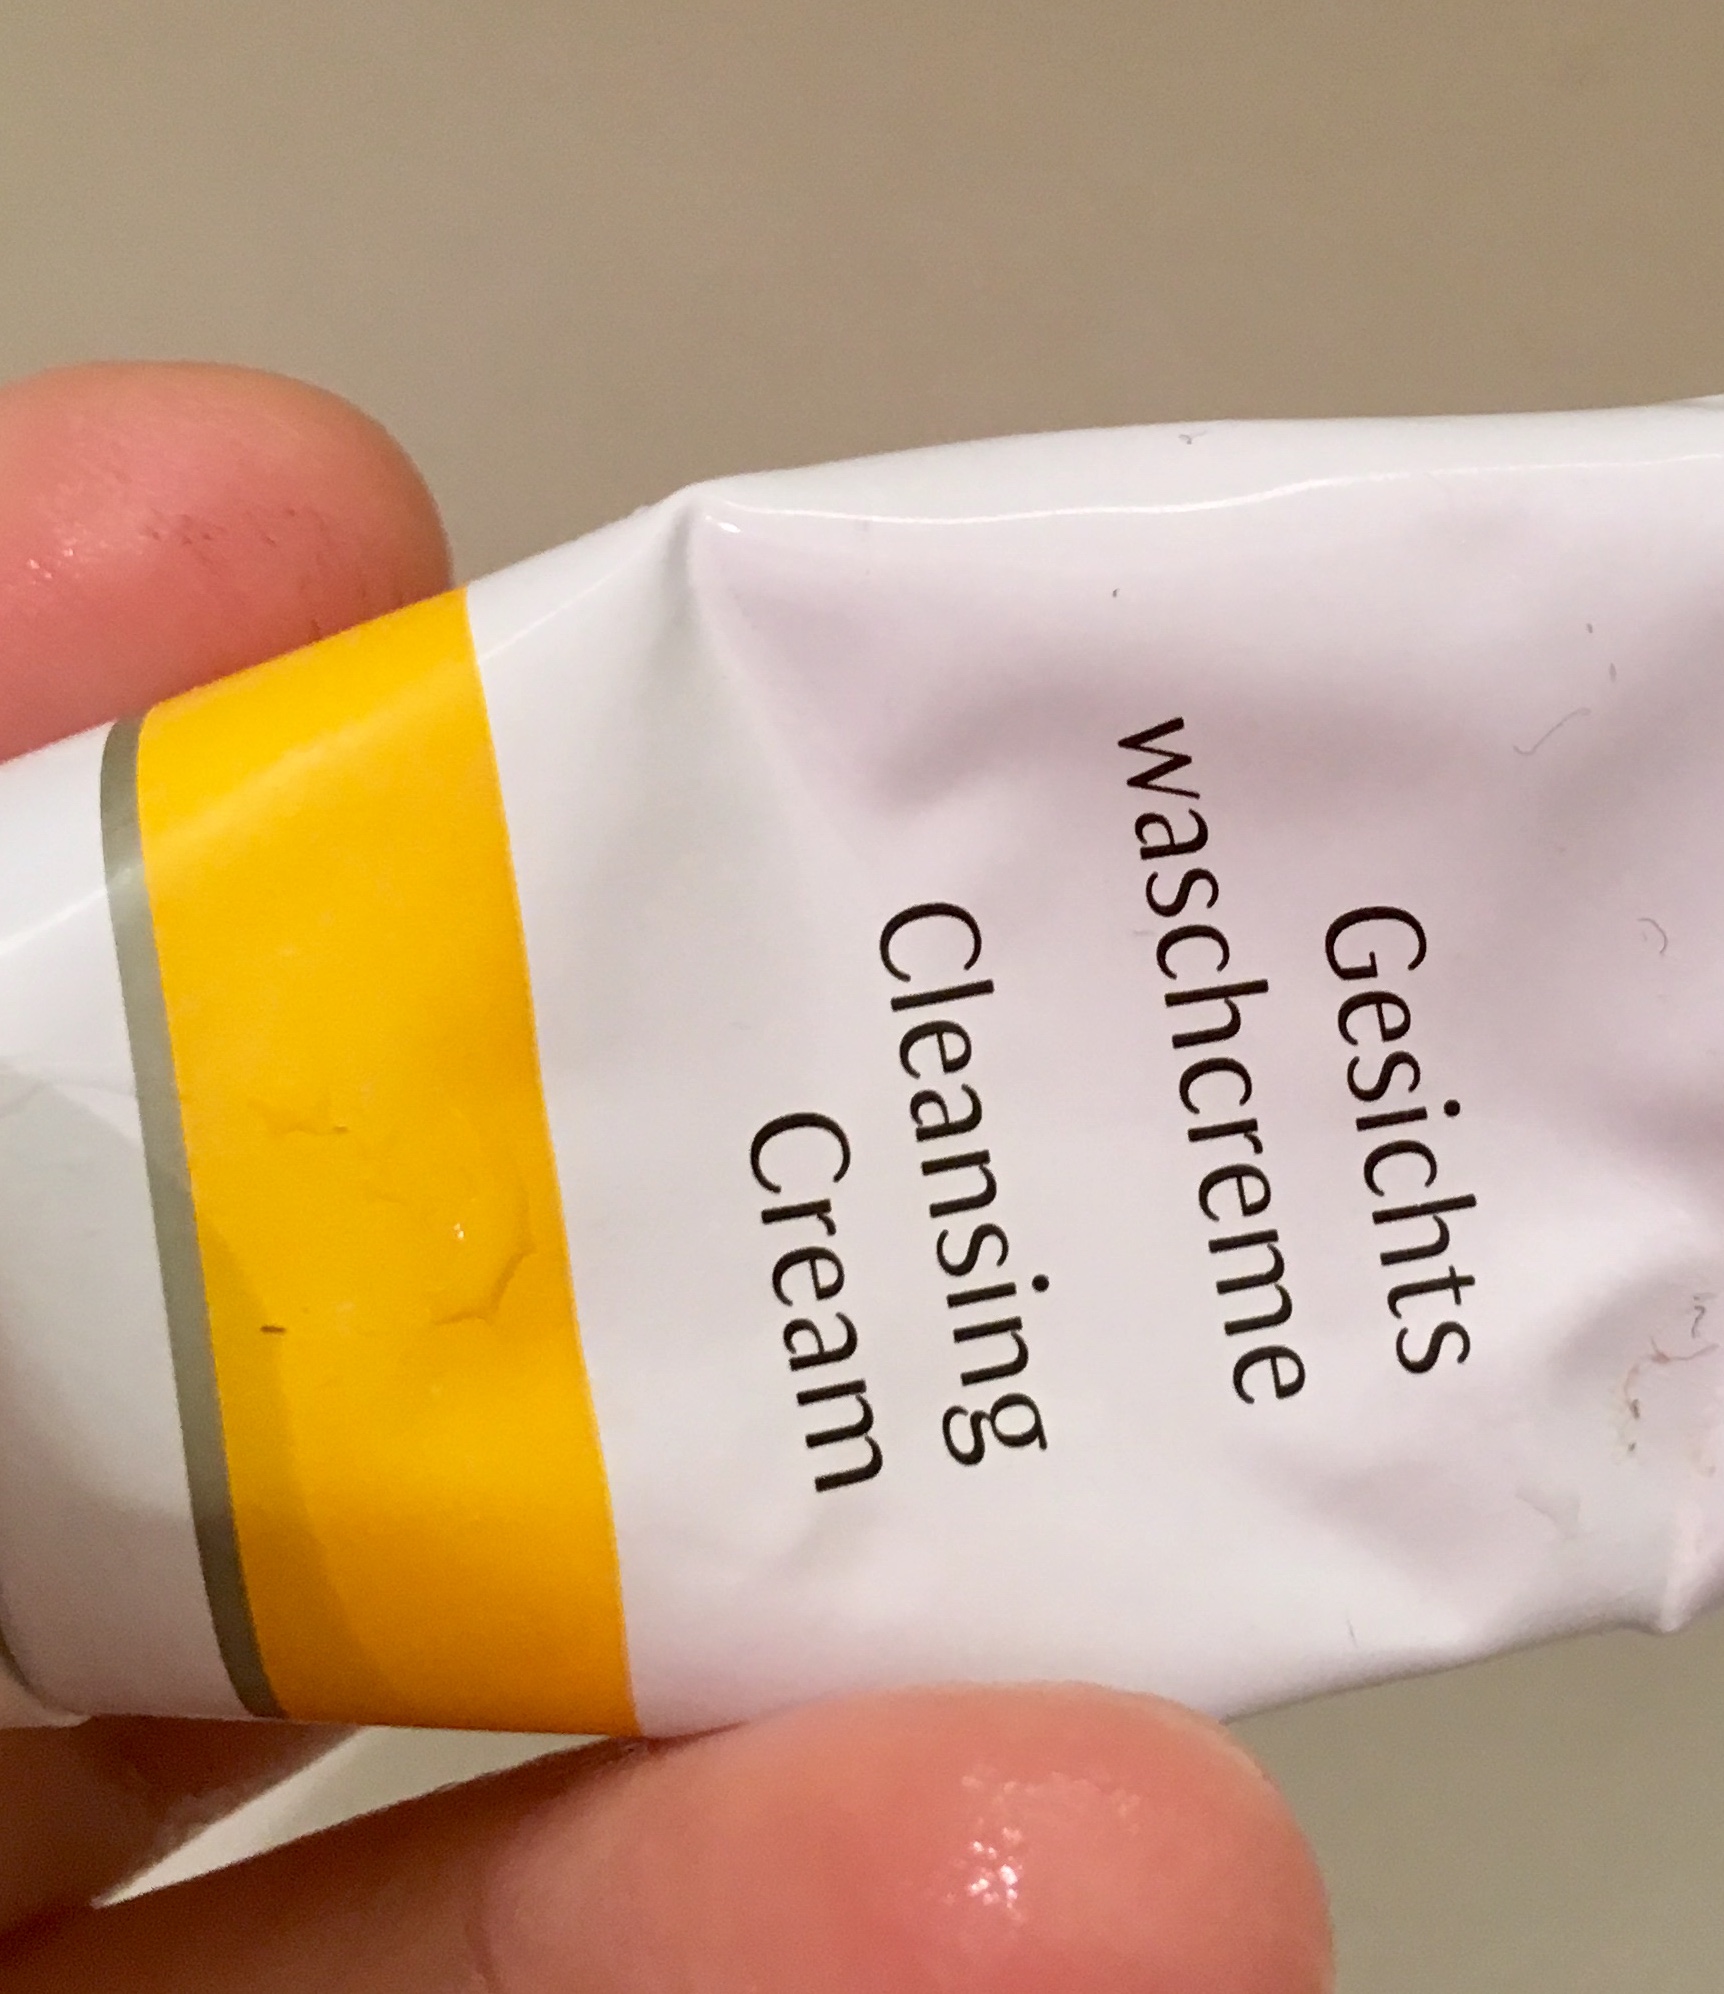 Gesichts
waschcreme
Cleansing
Cream